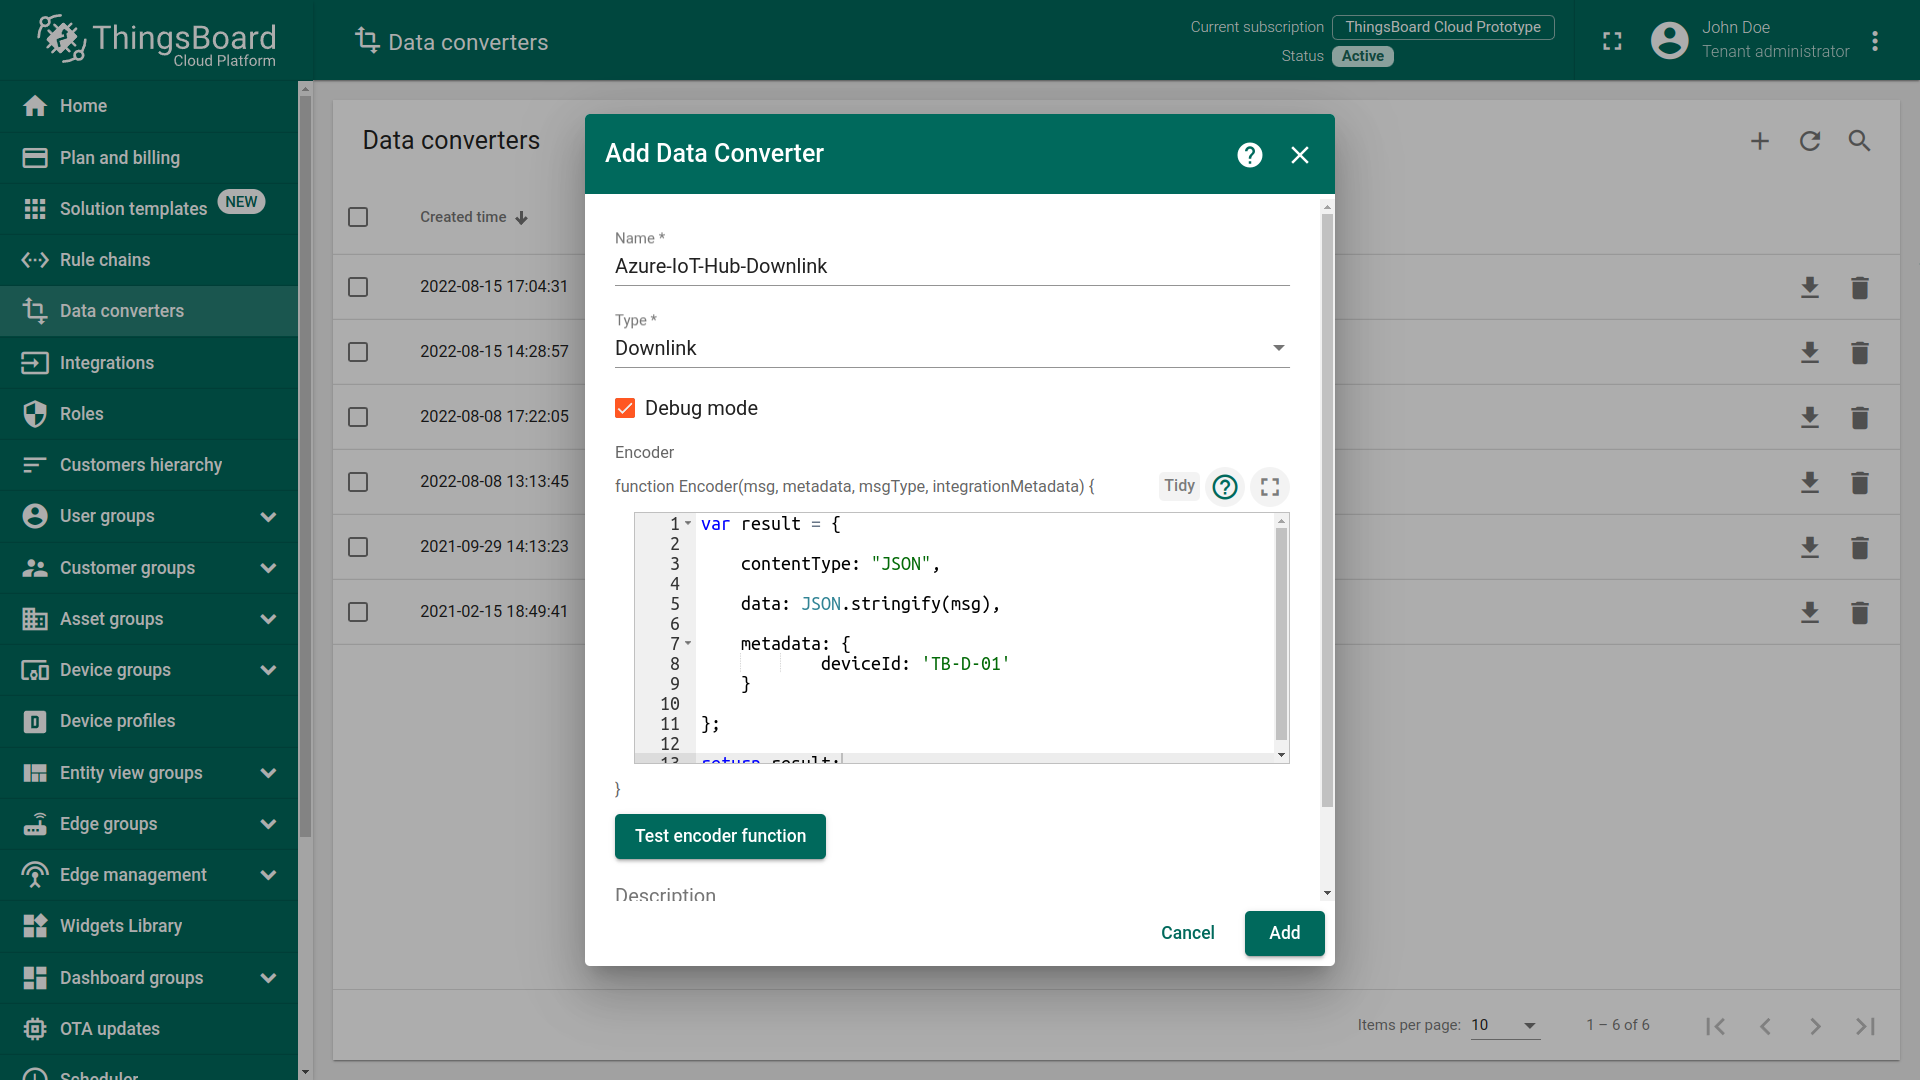 ThingsBoard
Cloud Platform
Data converters
Current subscription
ThingsBoard Cloud Prototype
Status
Active
John Doe
Tenant administrator
Home
Plan and billing
Solution templates
NEW
Rule chains
Data converters
Integrations
Roles
Customers hierarchy
User groups
Customer groups
Asset groups
Device groups
Device profiles
Entity view groups
Edge groups
Edge management
Widgets Library
Dashboard groups
OTA updates
Scheduler
Data converters
Created time
2022-08-15 17:04:31
2022-08-15 14:28:57
2022-08-08 17:22:05
2022-08-08 13:13:45
2021-09-29 14:13:23
2021-02-15 18:49:41
Add Data Converter
Name *
Azure-IoT-Hub-Downlink
Type *
Downlink
Debug mode
Encoder
function Encoder(msg, metadata, msgType, integrationMetadata) {
Tidy
1 var result = {
2
3 contentType: "JSON",
4
5 data: JSON.stringify(msg),
6
7 metadata: {
8 deviceId: 'TB-D-01'
9 }
10
11 };
12
13 return result;
}
Test encoder function
Description
Cancel
Add
Items per page: 10
1 – 6 of 6